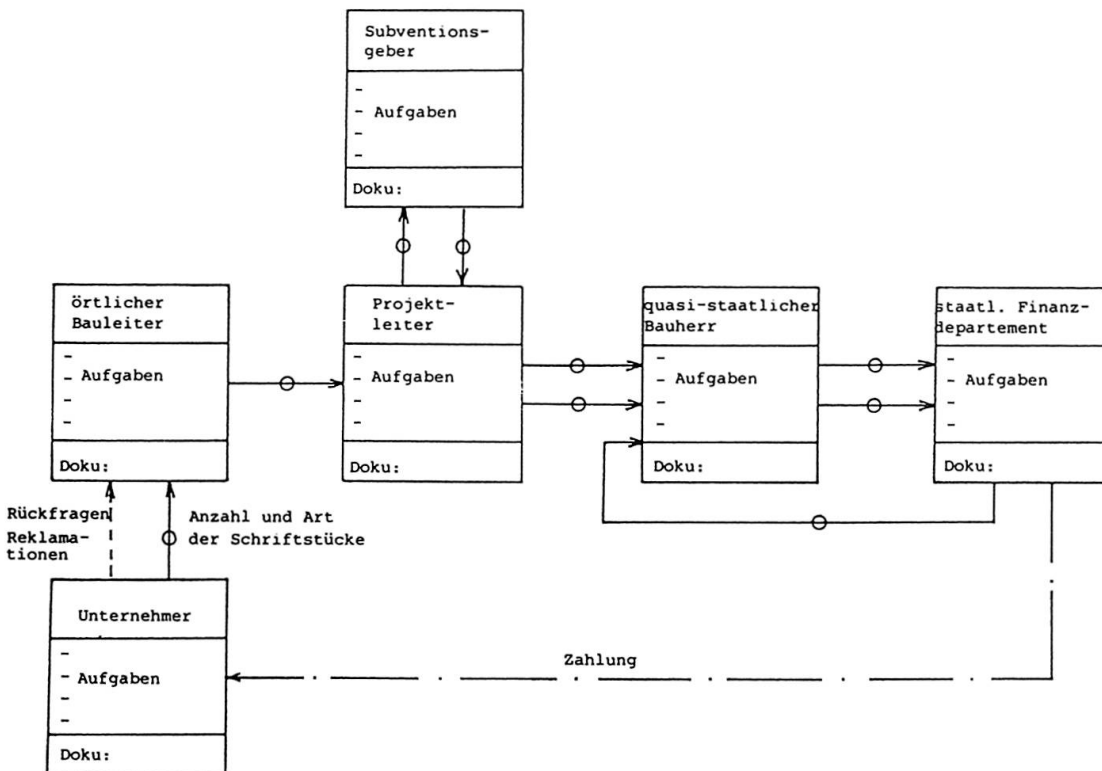 Subventions-
geber
-
- Aufgaben
-
-
Doku:
örtlicher
Bauleiter
-
- Aufgaben
-
-
Doku:
Projekt-
leiter
-
- Aufgaben
-
-
Doku:
quasi-staatlicher
Bauherr
-
- Aufgaben
-
-
Doku:
staatl. Finanz-
departement
-
- Aufgaben
-
-
Doku:
Rückfragen
Reklama-
tionen
Anzahl und Art
der Schriftstücke
Unternehmer
-
- Aufgaben
-
-
Doku:
Zahlung